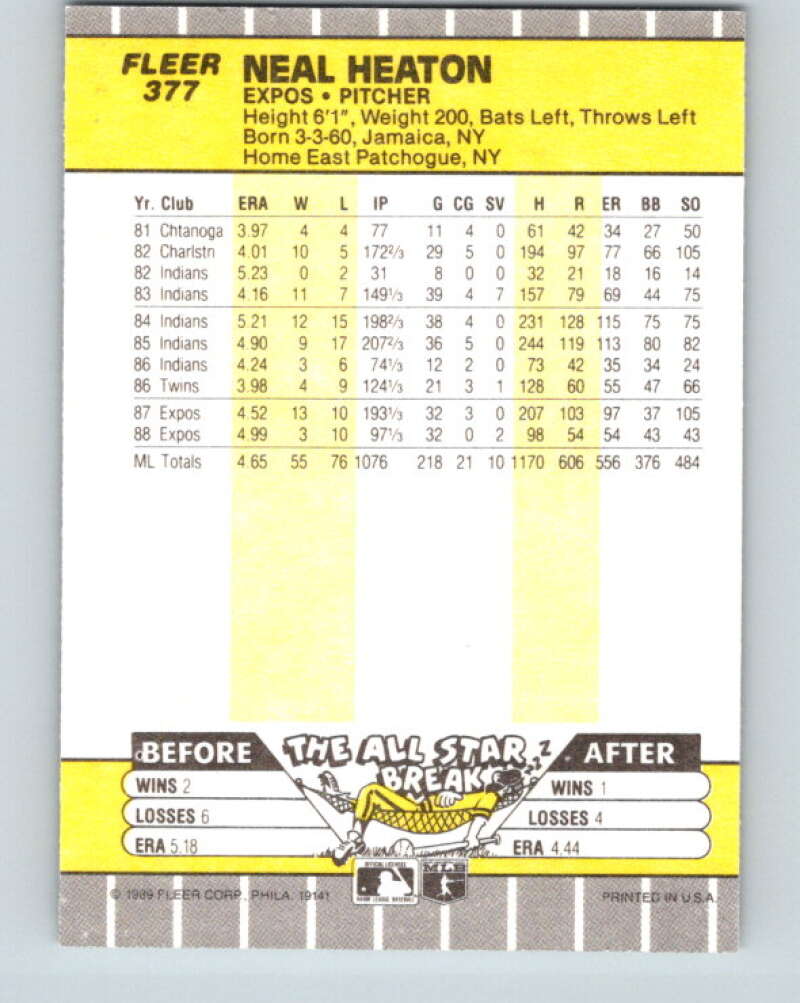 FLEER
377
NEAL HEATON
EXPOS • PITCHER
Height 6'1", Weight 200, Bats Left, Throws Left
Born 3-3-60, Jamaica, NY
Home East Patchogue, NY
Yr. Club ERA W L IP G CG SV H R ER BB SO
81 Chtanoga 3.97 4 4 77 11 4 0 61 42 34 27 50
82 Charlstn 4.01 10 5 172⅔ 29 5 0 194 97 77 66 105
82 Indians 5.23 0 2 31 8 0 0 32 21 18 16 14
83 Indians 4.16 11 7 149⅓ 39 4 7 157 79 69 44 75
84 Indians 5.21 12 15 198⅔ 38 4 0 231 128 115 75 75
85 Indians 4.90 9 17 207⅔ 36 5 0 244 119 113 80 82
86 Indians 4.24 3 6 74⅓ 12 2 0 73 42 35 34 24
86 Twins 3.98 4 9 124⅓ 21 3 1 128 60 55 47 66
87 Expos 4.52 13 10 193⅓ 32 3 0 207 103 97 37 105
88 Expos 4.99 3 10 97⅓ 32 0 2 98 54 54 43 43
ML Totals 4.65 55 76 1076 218 21 10 1170 606 556 376 484
BEFORE THE ALL STAR BREAK ZZZ AFTER
WINS 2 WINS 1
LOSSES 6 LOSSES 4
ERA 5.18 ERA 4.44
OFFICIAL LICENSEE
MAJOR LEAGUE BASEBALL
MLB
© 1989 FLEER CORP., PHILA. 19141 PRINTED IN U.S.A.